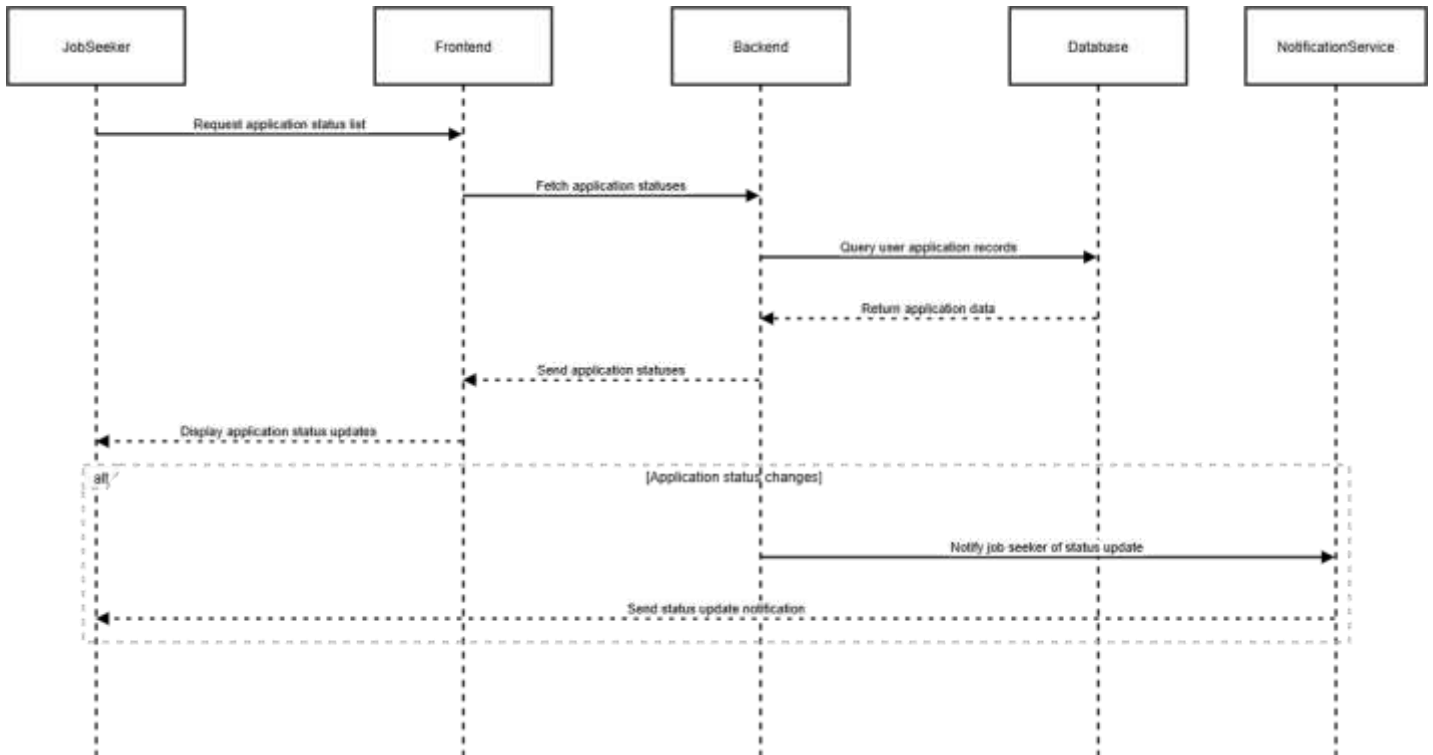 JobSeeker
Frontend
Backend
Database
NotificationService
Request application status list
Fetch application statuses
Query user application records
Return application data
Send application statuses
Display application status updates
alt
[Application status changes]
Notify job seeker of status update
Send status update notification